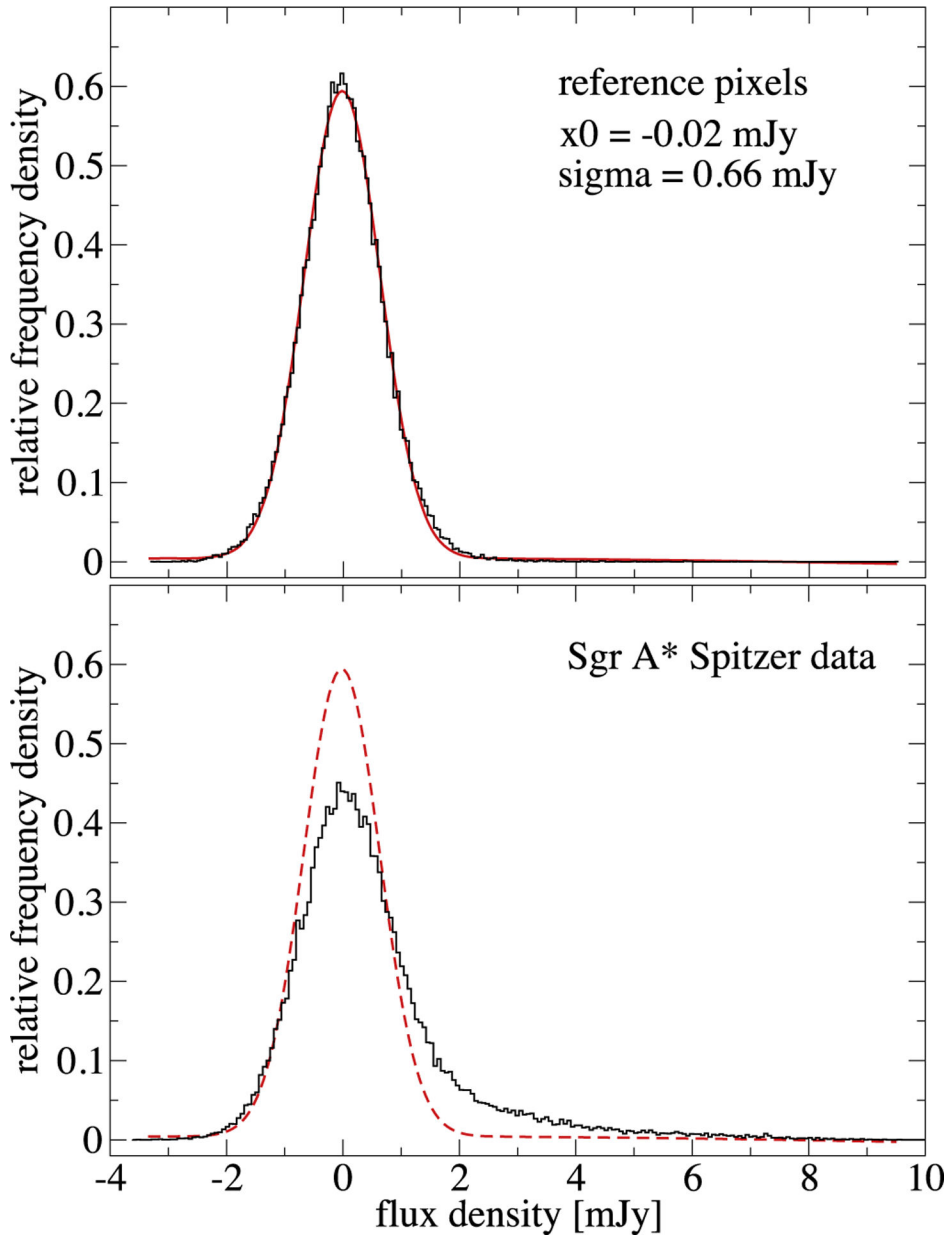 relative frequency density
0.6
0.5
0.4
0.3
0.2
0.1
0
reference pixels
x0 = -0.02 mJy
sigma = 0.66 mJy
relative frequency density
0.6
0.5
0.4
0.3
0.2
0.1
0
Sgr A* Spitzer data
-4 -2 0 2 4 6 8 10
flux density [mJy]